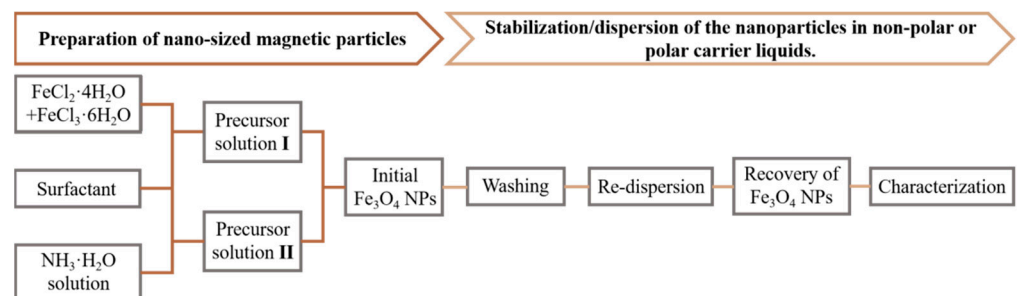 Preparation of nano-sized magnetic particles
Stabilization/dispersion of the nanoparticles in non-polar or
polar carrier liquids.
FeCl₂·4H₂O
+FeCl₃·6H₂O
Surfactant
NH₃·H₂O
solution
Precursor
solution I
Precursor
solution II
Initial
Fe₃O₄ NPs
Washing
Re-dispersion
Recovery of
Fe₃O₄ NPs
Characterization